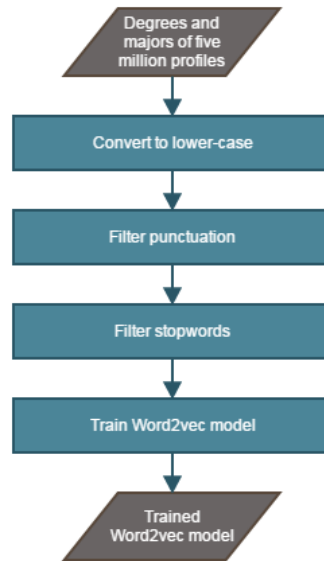 Degrees and
majors of five
million profiles
Convert to lower-case
Filter punctuation
Filter stopwords
Train Word2vec model
Trained
Word2vec model